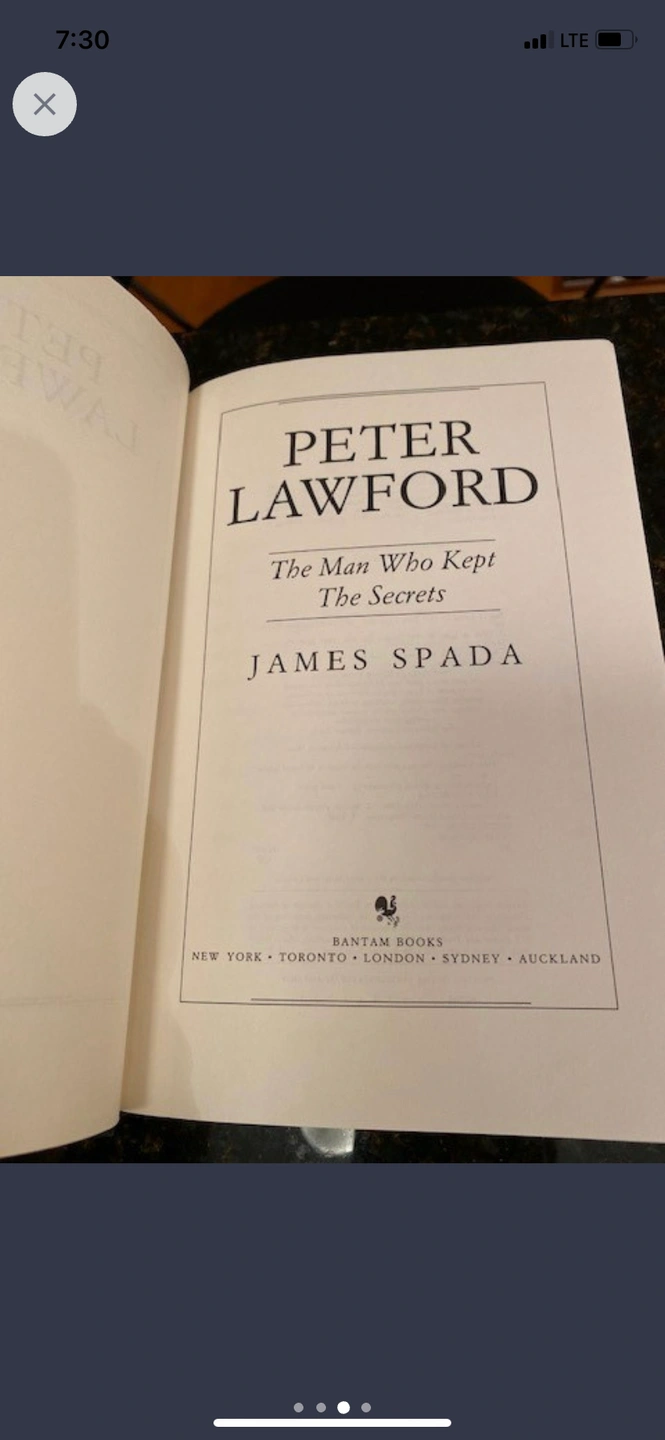 7:30
LTE
PETER
LAWFORD
The Man Who Kept
The Secrets
JAMES SPADA
BANTAM BOOKS
NEW YORK • TORONTO • LONDON • SYDNEY • AUCKLAND